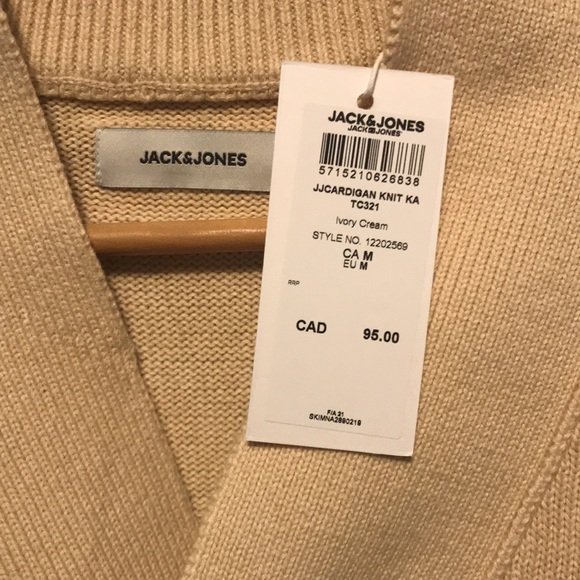 JACK&JONES
JACK&JONES
JACK&JONES
5715210626838
JJCARDIGAN KNIT KA
TC321
Ivory Cream
STYLE NO. 12202569
CA M
EU M
RRP
CAD 95.00
F/A 21
SKIMNA2890219